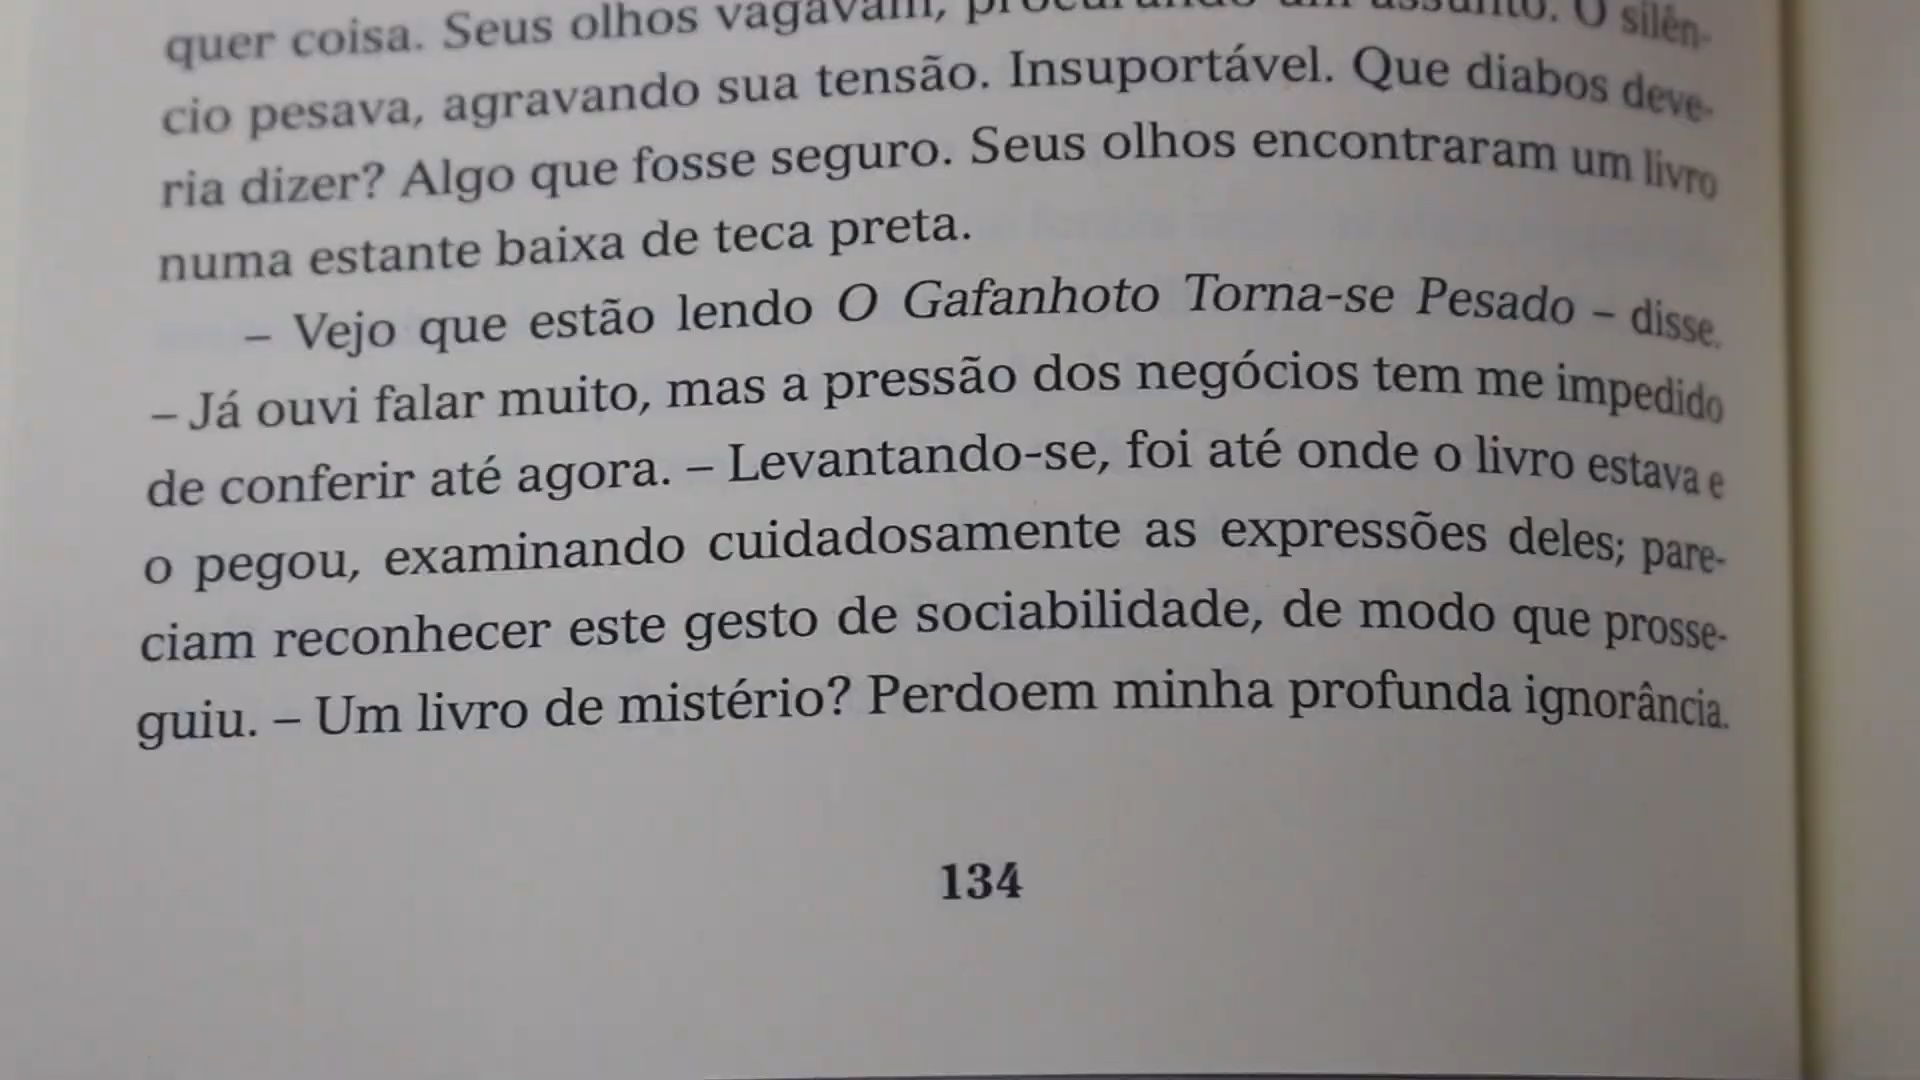 quer coisa. Seus olhos vagavam, procurando um assunto. O silên-
cio pesava, agravando sua tensão. Insuportável. Que diabos deve-
ria dizer? Algo que fosse seguro. Seus olhos encontraram um livro
numa estante baixa de teca preta.
– Vejo que estão lendo O Gafanhoto Torna-se Pesado – disse.
– Já ouvi falar muito, mas a pressão dos negócios tem me impedido
de conferir até agora. – Levantando-se, foi até onde o livro estava e
o pegou, examinando cuidadosamente as expressões deles; pare-
ciam reconhecer este gesto de sociabilidade, de modo que prosse-
guiu. – Um livro de mistério? Perdoem minha profunda ignorância.
134